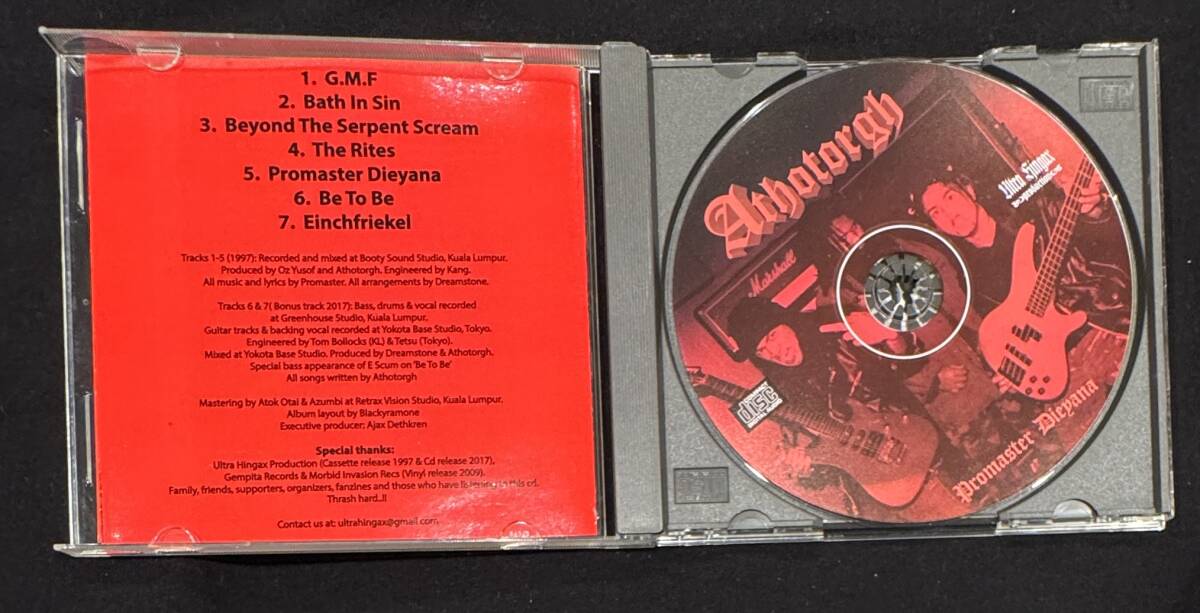 1. G.M.F
2. Bath In Sin
3. Beyond The Serpent Scream
4. The Rites
5. Promaster Dieyana
6. Be To Be
7. Einchfriekel
Tracks 1-5 (1997): Recorded and mixed at Booty Sound Studio, Kuala Lumpur.
Produced by Oz Yusof and Athotorgh. Engineered by Kang.
All music and lyrics by Promaster. All arrangements by Dreamstone.
Tracks 6 & 7( Bonus track 2017): Bass, drums & vocal recorded
at Greenhouse Studio, Kuala Lumpur.
Guitar tracks & backing vocal recorded at Yokota Base Studio, Tokyo.
Engineered by Tom Bollocks (KL) & Tetsu (Tokyo).
Mixed at Yokota Base Studio. Produced by Dreamstone & Athotorgh.
Special bass appearance of E Scum on 'Be To Be'
All songs written by Athotorgh
Mastering by Atok Otai & Azumbi at Retrax Vision Studio, Kuala Lumpur.
Album layout by Blackyramone
Executive producer: Ajax Dethkren
Special thanks:
Ultra Hingax Production (Cassette release 1997 & Cd release 2017),
Gempita Records & Morbid Invasion Recs (Vinyl release 2009).
Family, friends, supporters, organizers, fanzines and those who have listening to this cd.
Thrash hard..!!
Contact us at: ultrahingax@gmail.com
Athotorgh
Ultra Hingax
productions
Marshall
COMPACT
disc
DIGITAL AUDIO
Promaster Dieyana